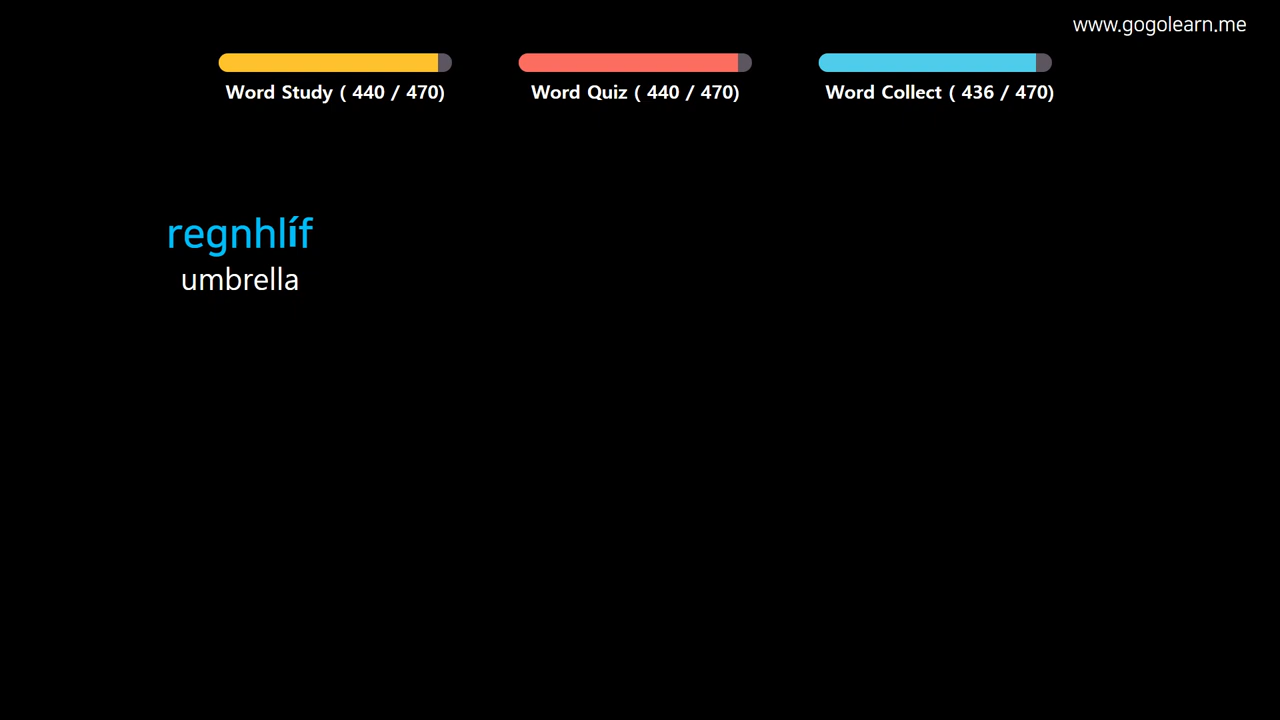 www.gogolearn.me
Word Study ( 440 / 470)
Word Quiz ( 440 / 470)
Word Collect ( 436 / 470)
regnhlíf
umbrella